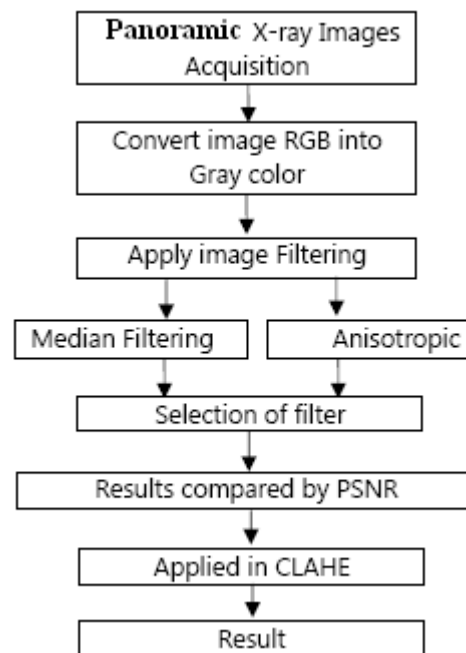 Panoramic X-ray Images
Acquisition
Convert image RGB into
Gray color
Apply image Filtering
Median Filtering
Anisotropic
Selection of filter
Results compared by PSNR
Applied in CLAHE
Result